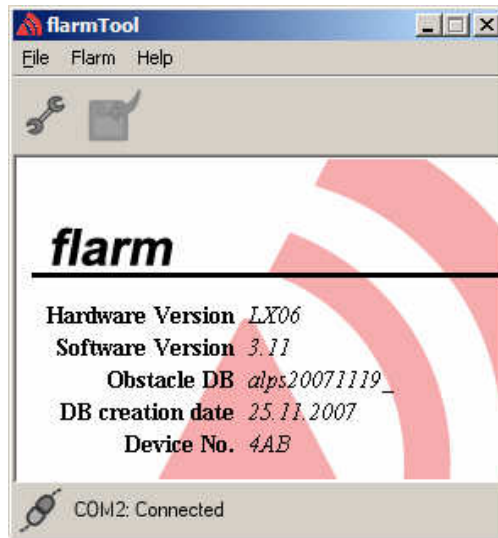 flarmTool
File Flarm Help
flarm
Hardware Version LX06
Software Version 3.11
Obstacle DB alps20071119_
DB creation date 25.11.2007
Device No. 4AB
COM2: Connected